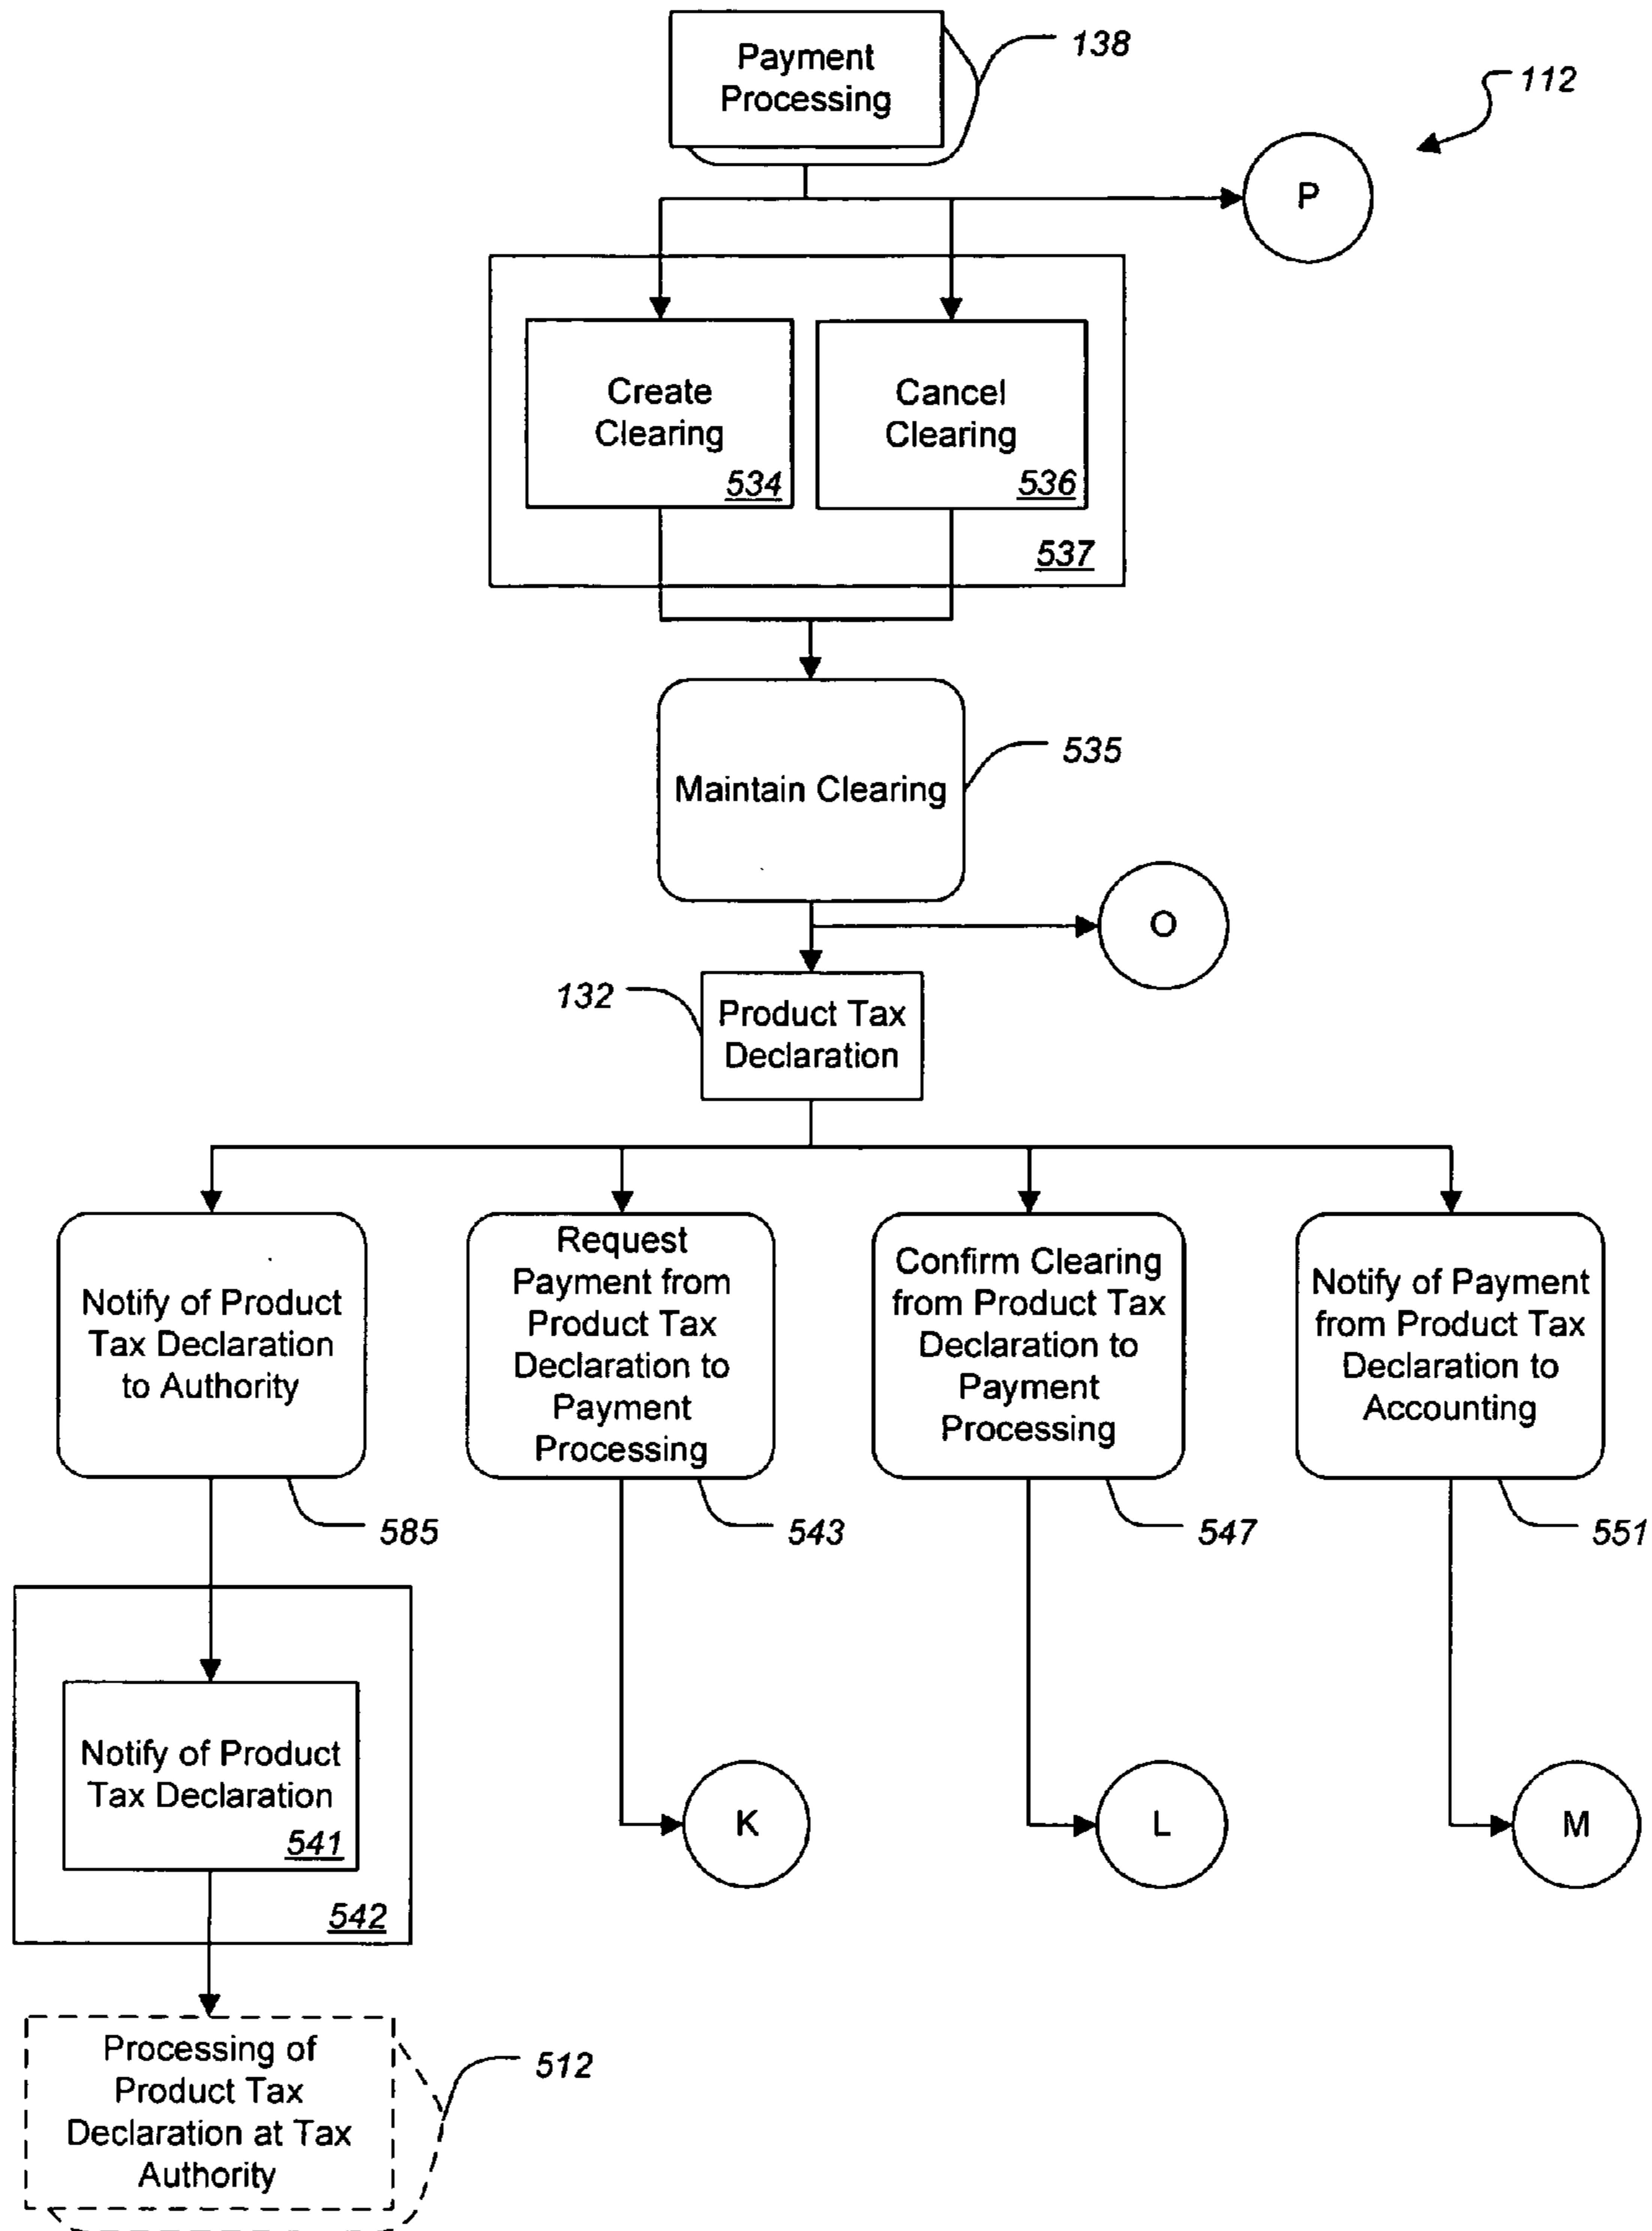 Payment
Processing
138
112
P
Create
Clearing
534
Cancel
Clearing
536
537
Maintain Clearing
535
O
132
Product Tax
Declaration
Notify of Product
Tax Declaration
to Authority
585
Request
Payment from
Product Tax
Declaration to
Payment
Processing
543
Confirm Clearing
from Product Tax
Declaration to
Payment
Processing
547
Notify of Payment
from Product Tax
Declaration to
Accounting
551
Notify of Product
Tax Declaration
541
542
K
L
M
Processing of
Product Tax
Declaration at Tax
Authority
512